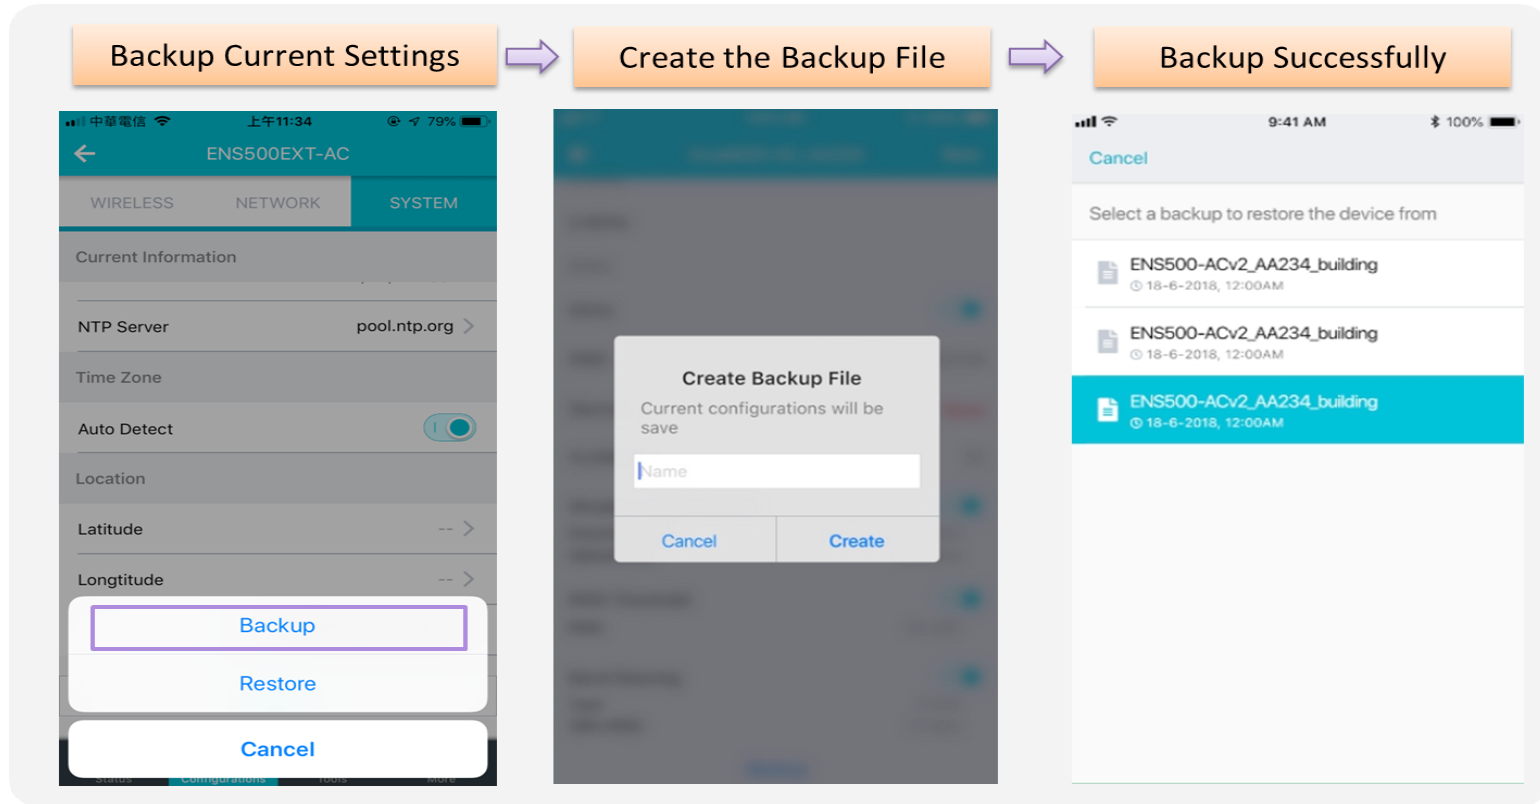 Backup Current Settings
Create the Backup File
Backup Successfully
中華電信
上午11:34
79%
ENS500EXT-AC
WIRELESS
NETWORK
SYSTEM
Current Information
NTP Server
pool.ntp.org
Time Zone
Auto Detect
Location
Latitude
--
Longtitude
--
Backup
Restore
Cancel
Status
Configurations
Tools
More
Create Backup File
Current configurations will be
save
Name
Cancel
Create
9:41 AM
100%
Cancel
Select a backup to restore the device from
ENS500-ACv2_AA234_building
18-6-2018, 12:00AM
ENS500-ACv2_AA234_building
18-6-2018, 12:00AM
ENS500-ACv2_AA234_building
18-6-2018, 12:00AM